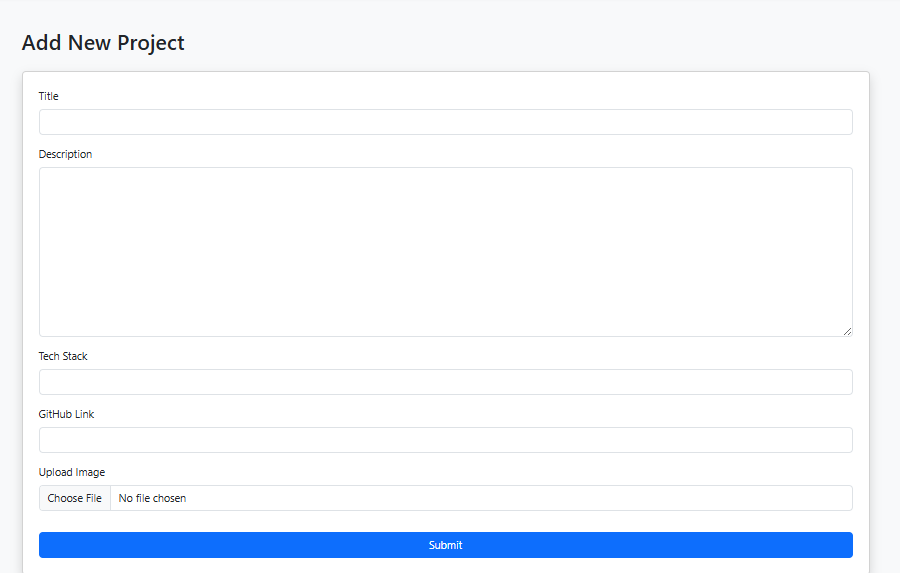 Add New Project
Title
Description
Tech Stack
GitHub Link
Upload Image
Choose File No file chosen
Submit